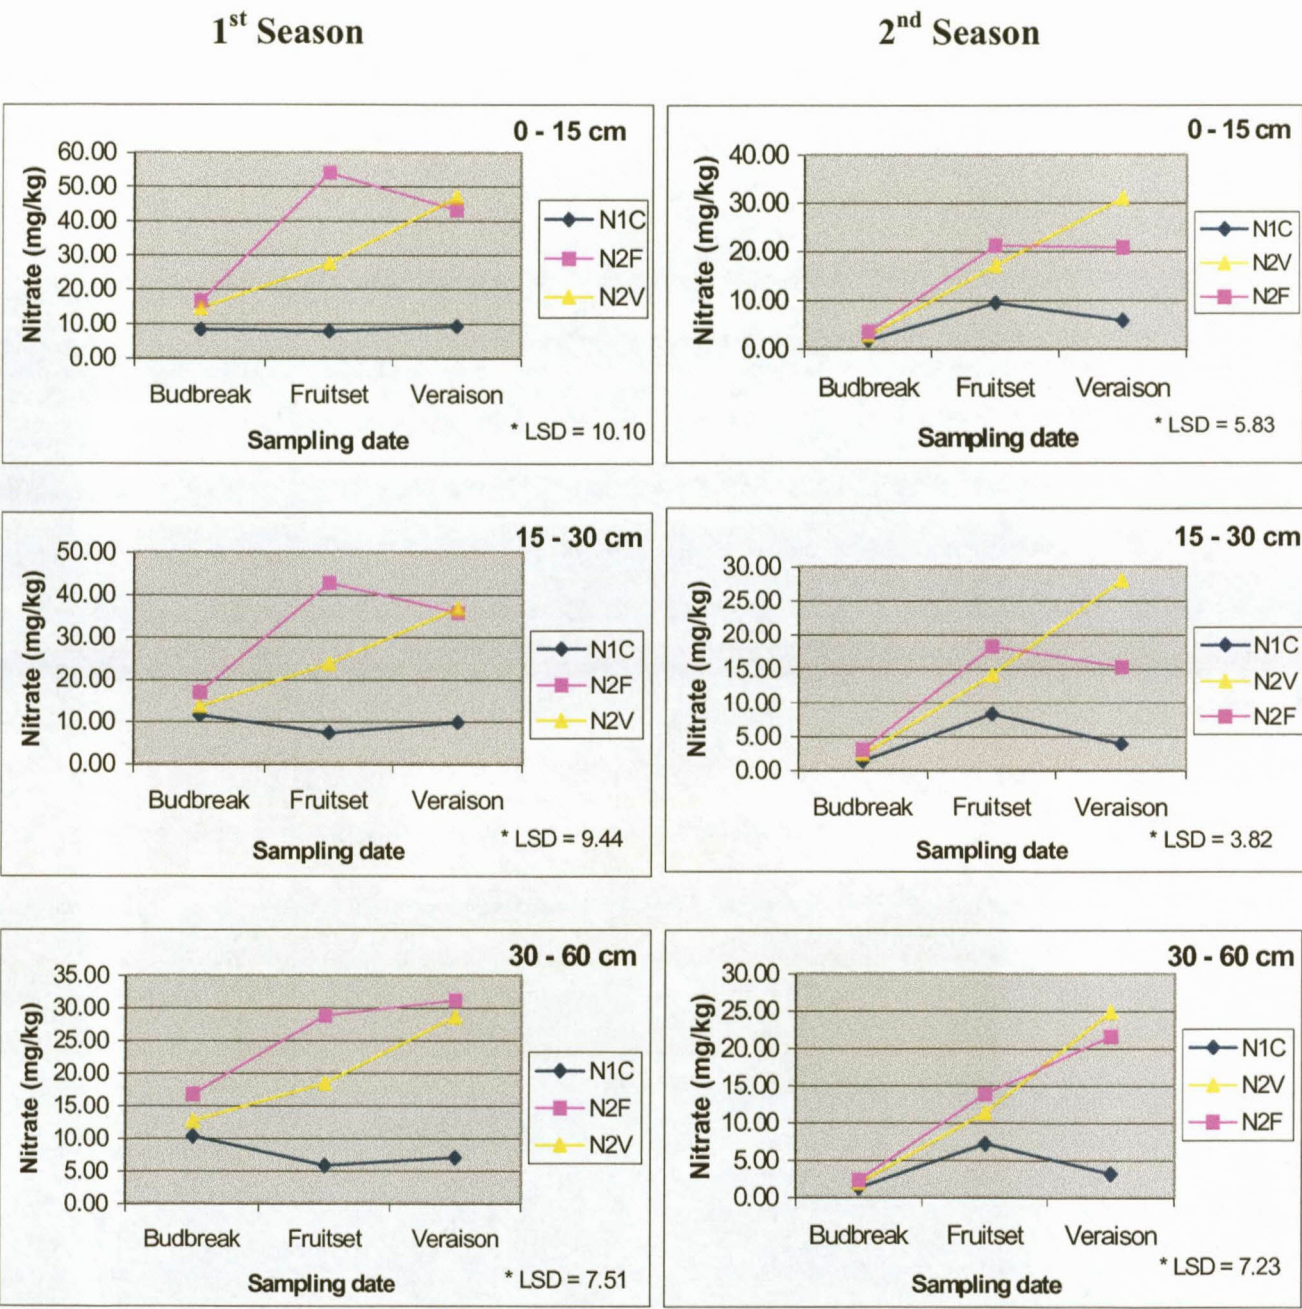 1st Season
2nd Season
0 - 15 cm
Nitrate (mg/kg)
60.00
50.00
40.00
30.00
20.00
10.00
0.00
Budbreak Fruitset Veraison
Sampling date
N1C
N2F
N2V
* LSD = 10.10
0 - 15 cm
Nitrate (mg/kg)
40.00
30.00
20.00
10.00
0.00
Budbreak Fruitset Veraison
Sampling date
N1C
N2V
N2F
* LSD = 5.83
15 - 30 cm
Nitrate (mg/kg)
50.00
40.00
30.00
20.00
10.00
0.00
Budbreak Fruitset Veraison
Sampling date
N1C
N2F
N2V
* LSD = 9.44
15 - 30 cm
Nitrate (mg/kg)
30.00
25.00
20.00
15.00
10.00
5.00
0.00
Budbreak Fruitset Veraison
Sampling date
N1C
N2V
N2F
* LSD = 3.82
30 - 60 cm
Nitrate (mg/kg)
35.00
30.00
25.00
20.00
15.00
10.00
5.00
0.00
Budbreak Fruitset Veraison
Sampling date
N1C
N2F
N2V
* LSD = 7.51
30 - 60 cm
Nitrate (mg/kg)
30.00
25.00
20.00
15.00
10.00
5.00
0.00
Budbreak Fruitset Veraison
Sampling date
N1C
N2V
N2F
* LSD = 7.23